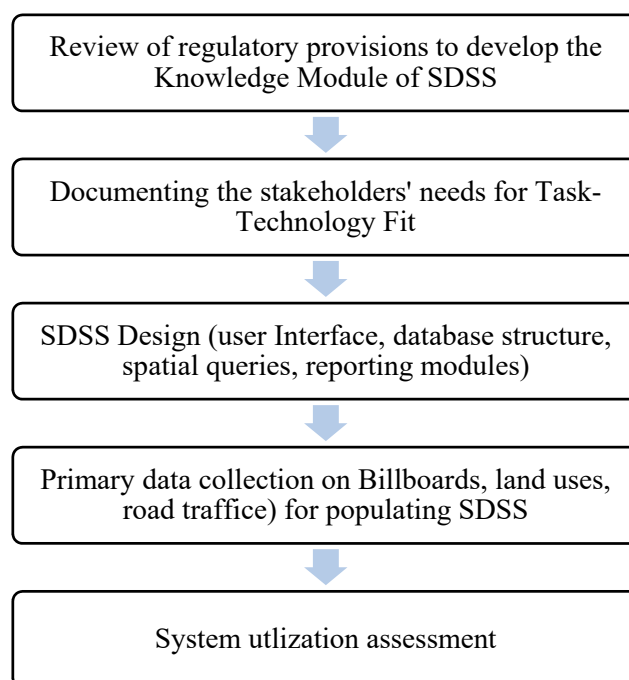 Review of regulatory provisions to develop the
Knowledge Module of SDSS
Documenting the stakeholders' needs for Task-
Technology Fit
SDSS Design (user Interface, database structure,
spatial queries, reporting modules)
Primary data collection on Billboards, land uses,
road traffice) for populating SDSS
System utlization assessment